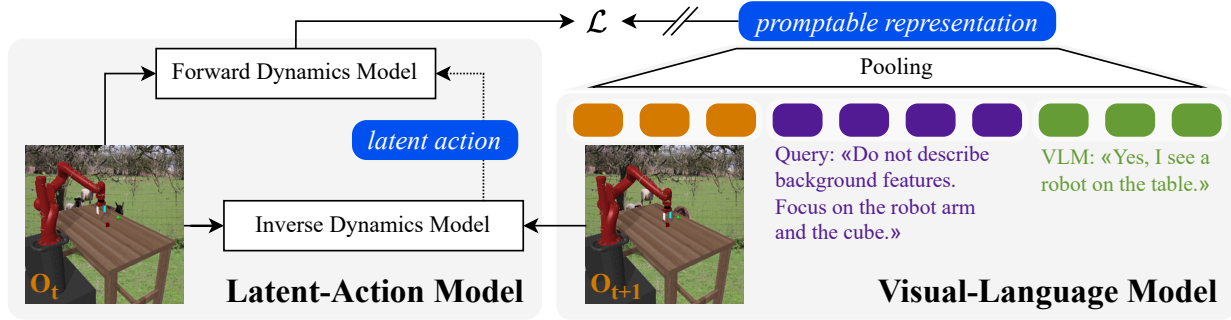 ℒ
promptable representation
Forward Dynamics Model
Pooling
latent action
Query: «Do not describe
background features.
Focus on the robot arm
and the cube.»
VLM: «Yes, I see a
robot on the table.»
Inverse Dynamics Model
Oₜ
Latent-Action Model
Oₜ₊₁
Visual-Language Model